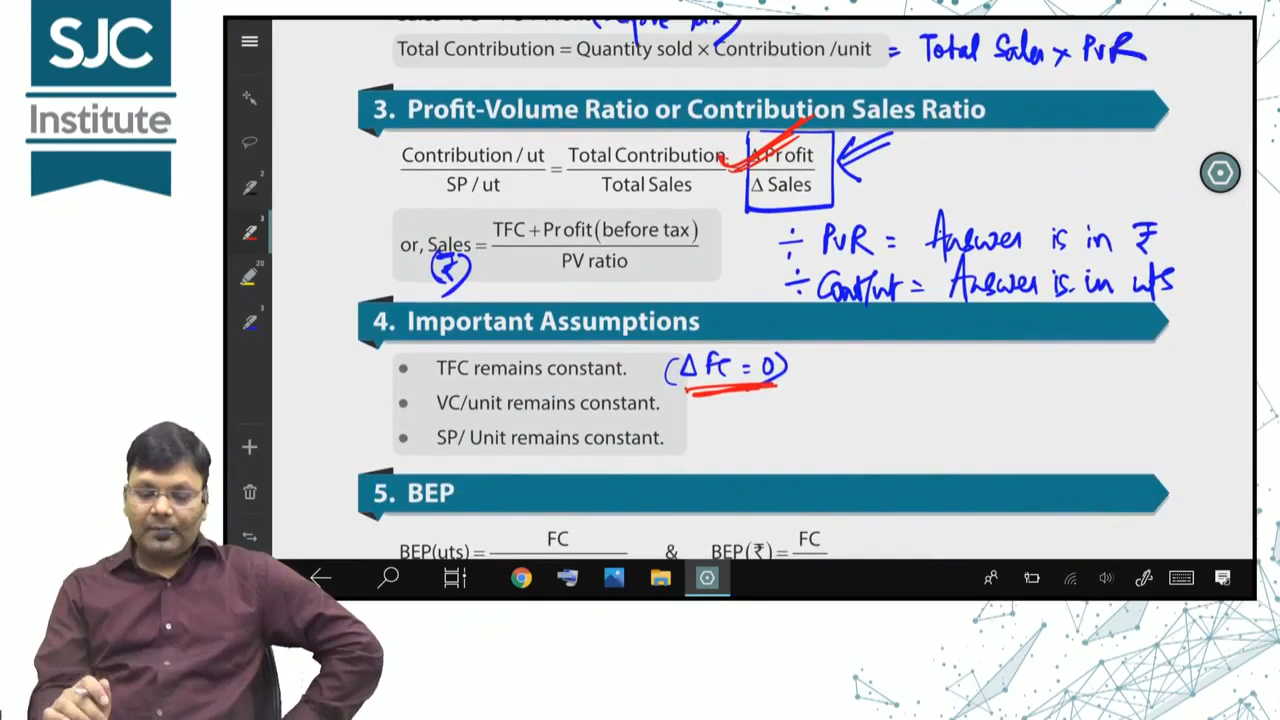 SJC
Institute
Total Contribution = Quantity sold × Contribution /unit = Total Sales × PVR
3. Profit-Volume Ratio or Contribution Sales Ratio
Contribution / ut
SP / ut
=
Total Contribution
Total Sales
Δ Profit
Δ Sales
or, Sales =
TFC + Profit (before tax)
PV ratio
(₹)
÷ PVR = Answer is in ₹
÷ Cont/ut = Answer is in uts
4. Important Assumptions
• TFC remains constant. (Δ FC = 0)
• VC/unit remains constant.
• SP/ Unit remains constant.
5. BEP
BEP(uts) =
FC
&
BEP(₹) =
FC